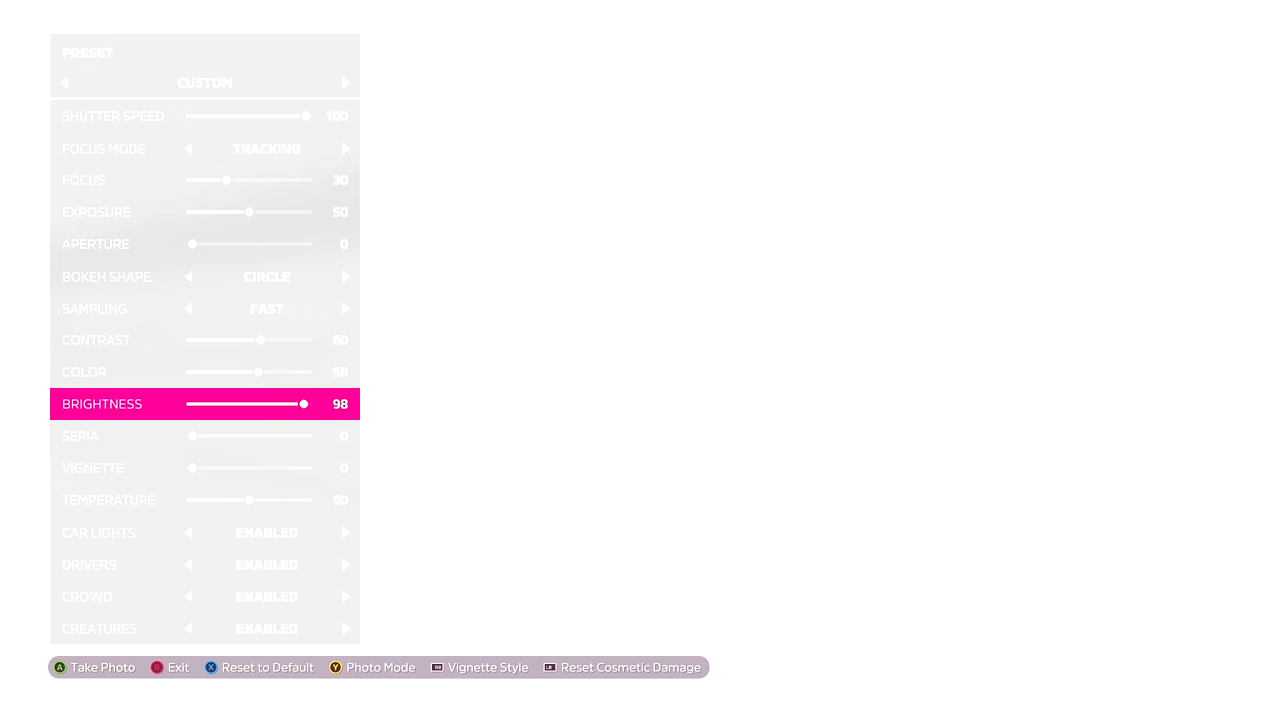 PRESET
CUSTOM
SHUTTER SPEED 100
FOCUS MODE TRACKING
FOCUS 30
EXPOSURE 50
APERTURE 0
BOKEH SHAPE CIRCLE
SAMPLING FAST
CONTRAST 60
COLOR 58
BRIGHTNESS 98
SEPIA 0
VIGNETTE 0
TEMPERATURE 50
CAR LIGHTS ENABLED
DRIVERS ENABLED
CROWD ENABLED
CREATURES ENABLED
A Take Photo B Exit X Reset to Default Y Photo Mode RB Vignette Style LB Reset Cosmetic Damage